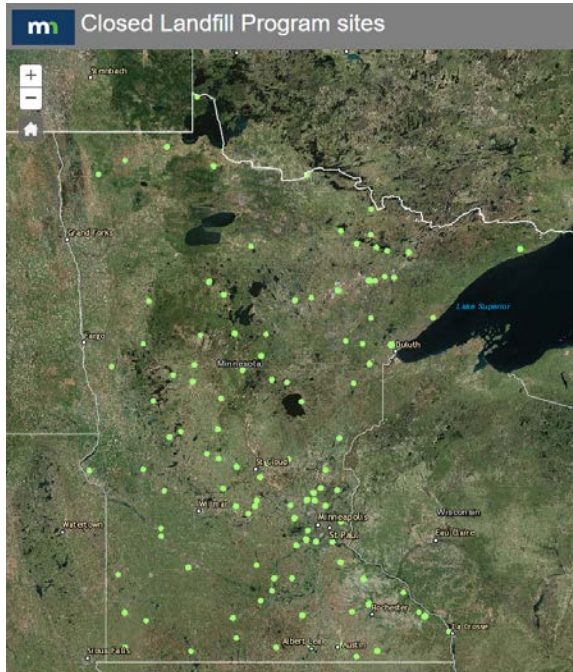 mn
Closed Landfill Program sites
+
Steinbach
−
Grand Forks
Lake Superior
Fargo
Duluth
Minnesota
St Cloud
Willmar
Minneapolis
Wisconsin
Watertown
St Paul
Eau Claire
Rochester
La Crosse
Albert Lea
Austin
Sioux Falls